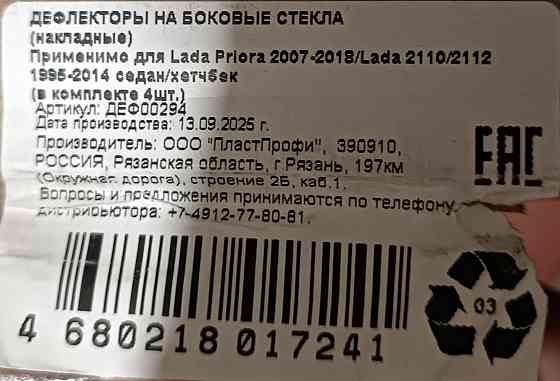 ДЕФЛЕКТОРЫ НА БОКОВЫЕ СТЕКЛА
(накладные)
Применимо для Lada Priora 2007-2018/Lada 2110/2112
1995-2014 седан/хетчбек
(в комплекте 4шт.)
Артикул: ДЕФ00294
Дата производства: 13.09.2025 г.
Производитель: ООО "ПластПрофи", 390910,
РОССИЯ, Рязанская область, г.Рязань, 197км
(Окружная дорога), строение 2Б, каб.1.
Вопросы и предложения принимаются по телефону
дистрибьютора: +7-4912-77-80-81.
EAC
03
4 680218 017241